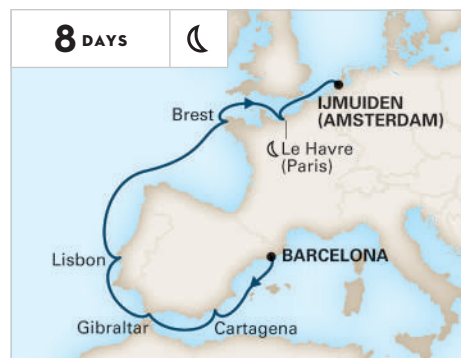 8 DAYS
Brest
IJMUIDEN
(AMSTERDAM)
Le Havre
(Paris)
Lisbon
BARCELONA
Gibraltar
Cartagena